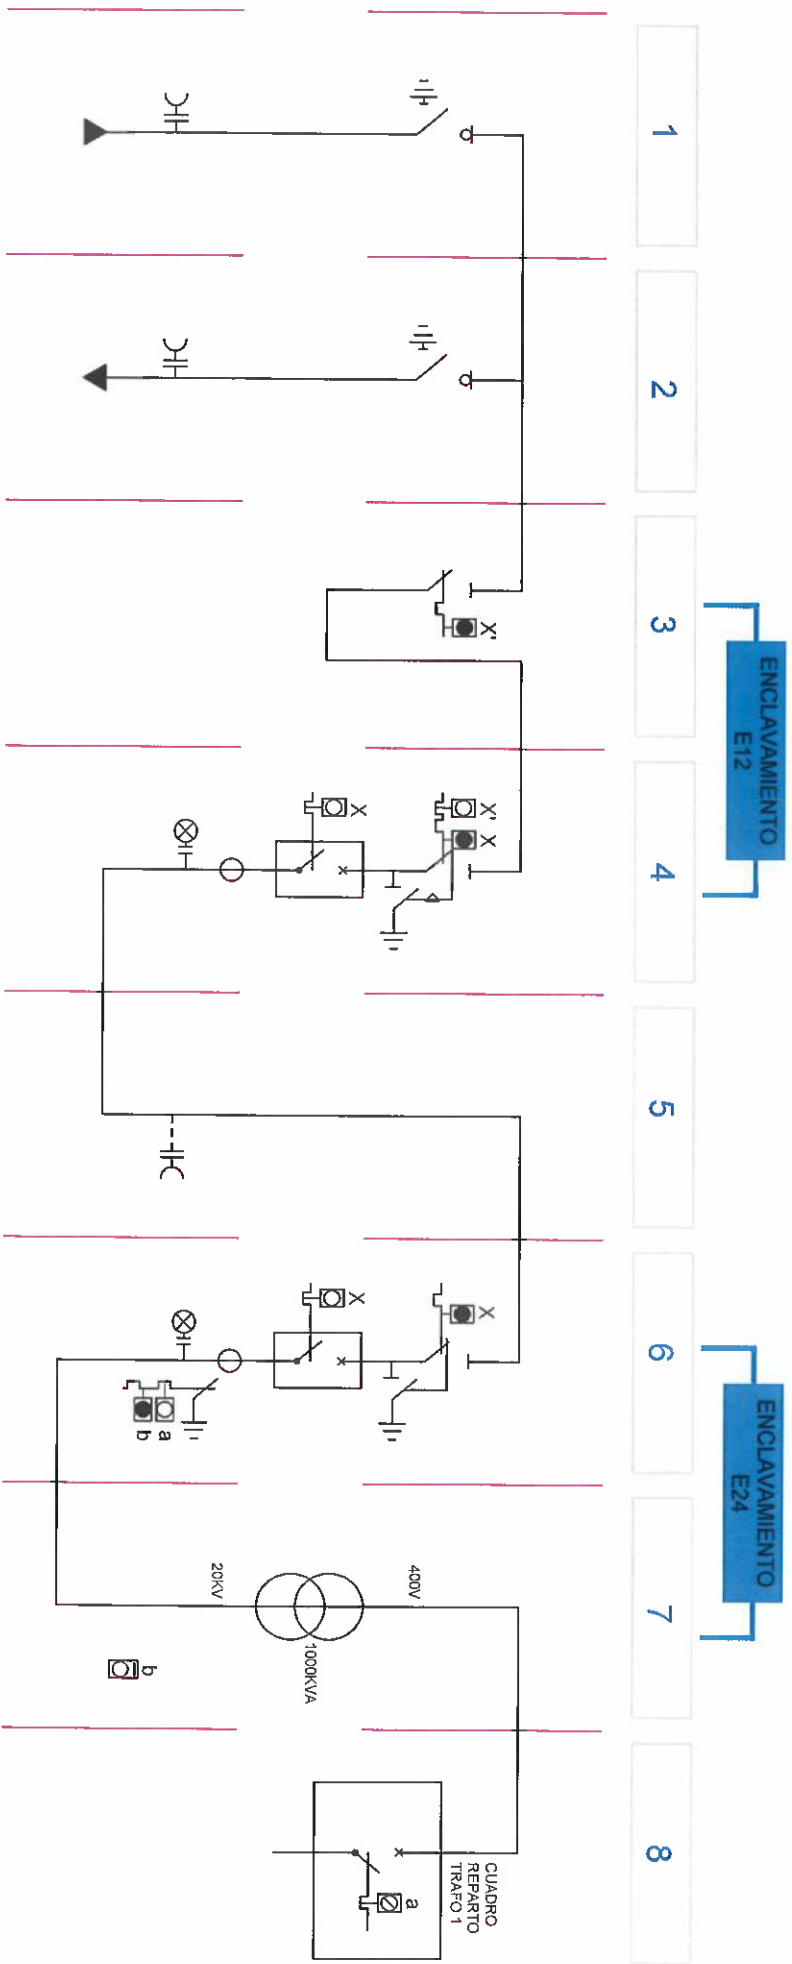 1
2
3
4
5
6
7
8
ENCLAVAMIENTO
E12
ENCLAVAMIENTO
E24
X'
X'
X
X
X
X
a
b
20KV
400V
1000KVA
b
CUADRO
REPARTO
TRAFO 1
a